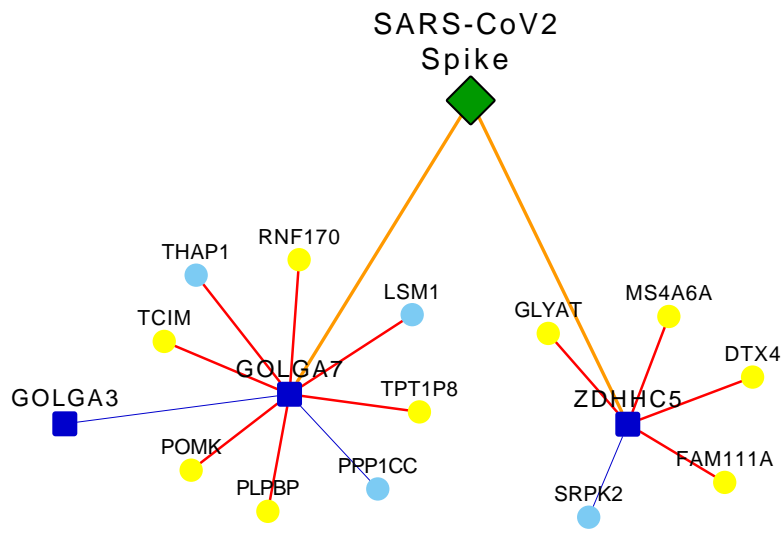 SARS-CoV2
Spike
RNF170
THAP1
LSM1
MS4A6A
GLYAT
TCIM
DTX4
GOLGA7
TPT1P8
GOLGA3
ZDHHC5
POMK
PPP1CC
FAM111A
PLPBP
SRPK2